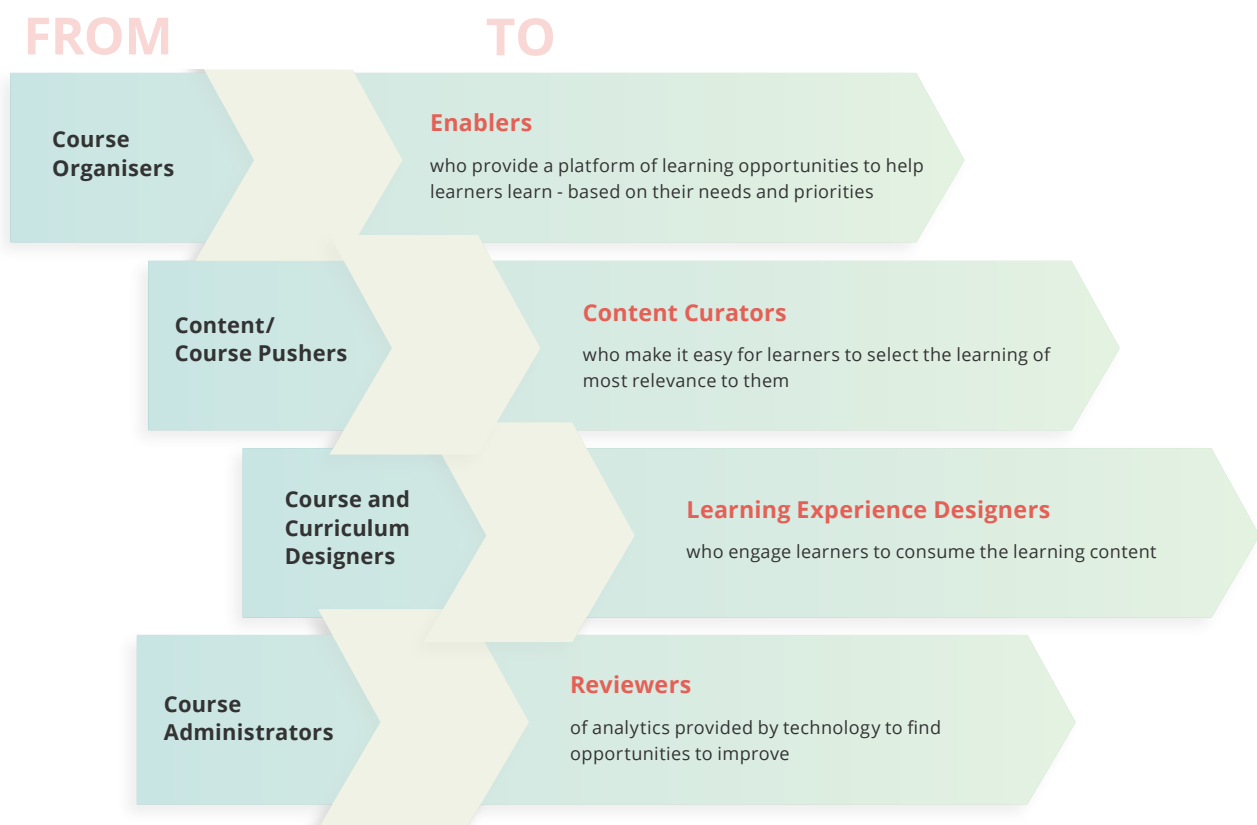 FROM
TO
Course
Organisers
Enablers
who provide a platform of learning opportunities to help
learners learn - based on their needs and priorities
Content/
Course Pushers
Content Curators
who make it easy for learners to select the learning of
most relevance to them
Course and
Curriculum
Designers
Learning Experience Designers
who engage learners to consume the learning content
Course
Administrators
Reviewers
of analytics provided by technology to find
opportunities to improve